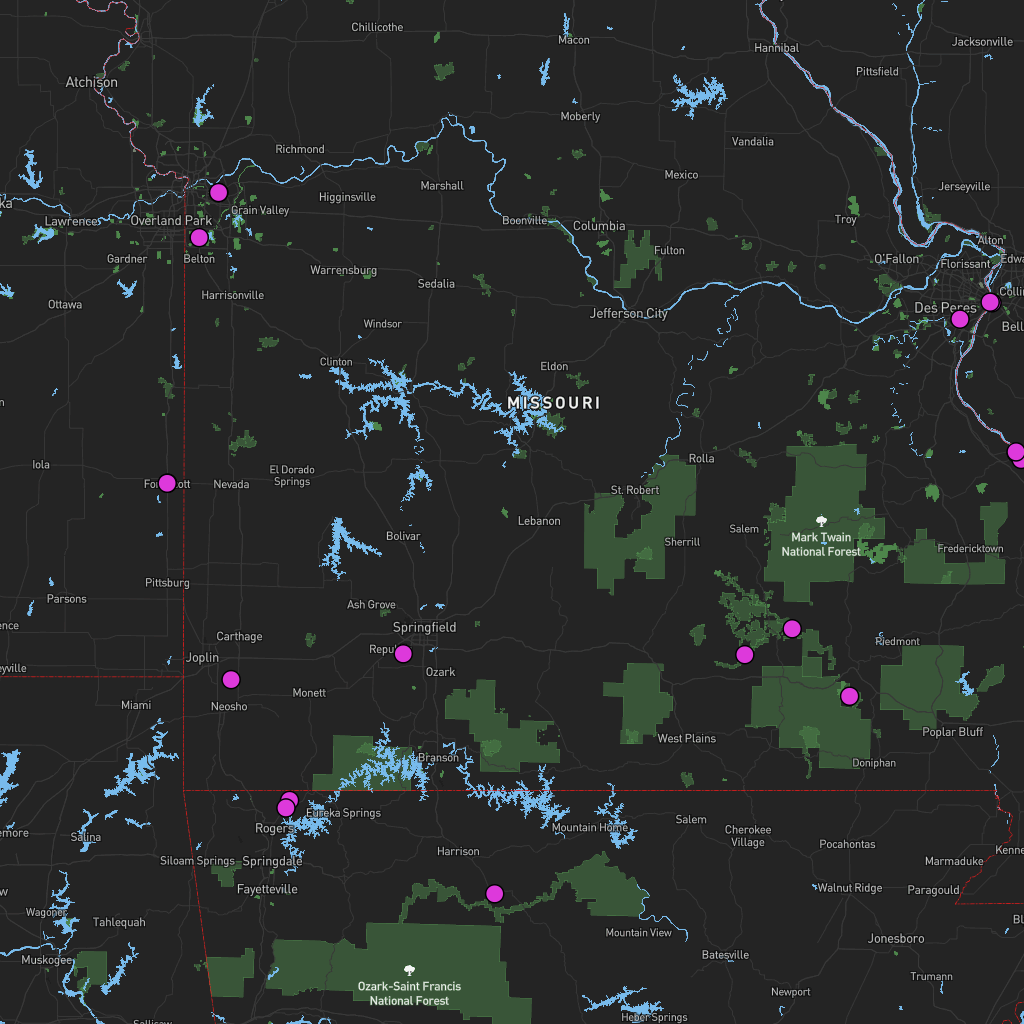 Chillicothe
Macon
Hannibal
Jacksonville
Atchison
Pittsfield
Moberly
Vandalia
Richmond
Mexico
Marshall
Jerseyville
Higginsville
Lawrence
Overland Park
Grain Valley
Boonville
Columbia
Troy
Alton
Gardner
Belton
Fulton
O'Fallon
Florissant
Warrensburg
Sedalia
Ottawa
Harrisonville
Jefferson City
Des Peres
Windsor
Clinton
Eldon
MISSOURI
Iola
El Dorado
Springs
Nevada
Rolla
St. Robert
Lebanon
Salem
Mark Twain
National Forest
Bolivar
Sherrill
Fredericktown
Pittsburg
Parsons
Ash Grove
Springfield
Carthage
Riedmont
Joplin
Ozark
Miami
Neosho
Monett
West Plains
Poplar Bluff
Branson
Doniphan
Eureka Springs
Rogers
Mountain Home
Salem
Cherokee
Village
Salina
Siloam Springs
Springdale
Harrison
Pocahontas
Marmaduke
Fayetteville
Walnut Ridge
Paragould
Tahlequah
Mountain View
Jonesboro
Muskogee
Batesville
Ozark-Saint Francis
National Forest
Trumann
Newport
Heber Springs